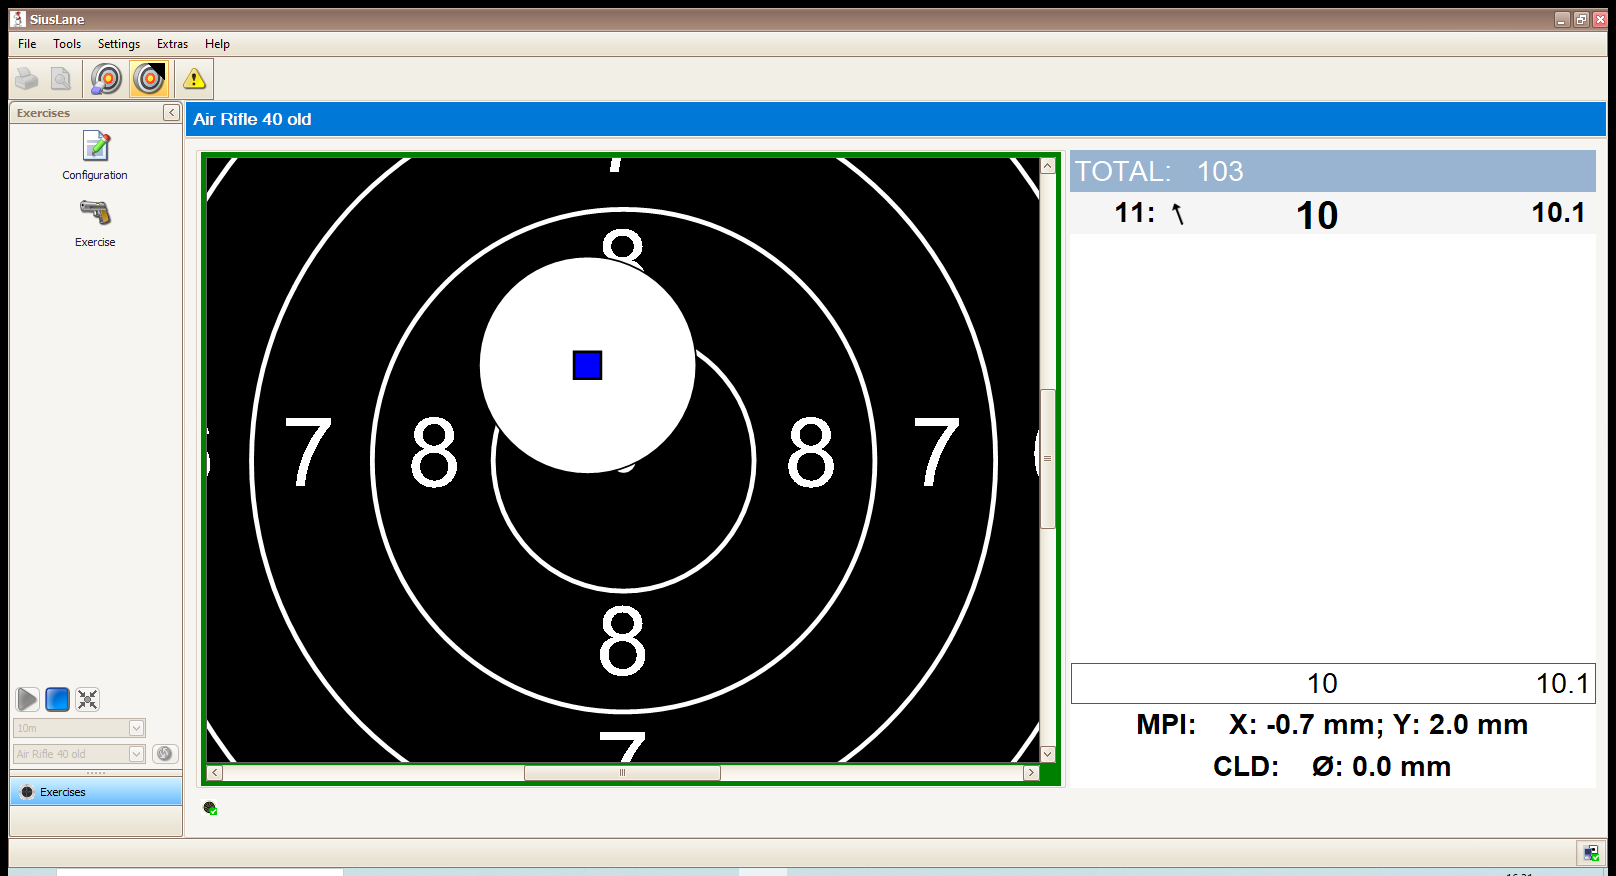 SiusLane
File Tools Settings Extras Help
Exercises
Configuration
Exercise
10m
Air Rifle 40 old
Exercises
Air Rifle 40 old
7
8
7 8 8 7
8
7
TOTAL: 103
11: 10 10.1
10 10.1
MPI: X: -0.7 mm; Y: 2.0 mm
CLD: Ø: 0.0 mm